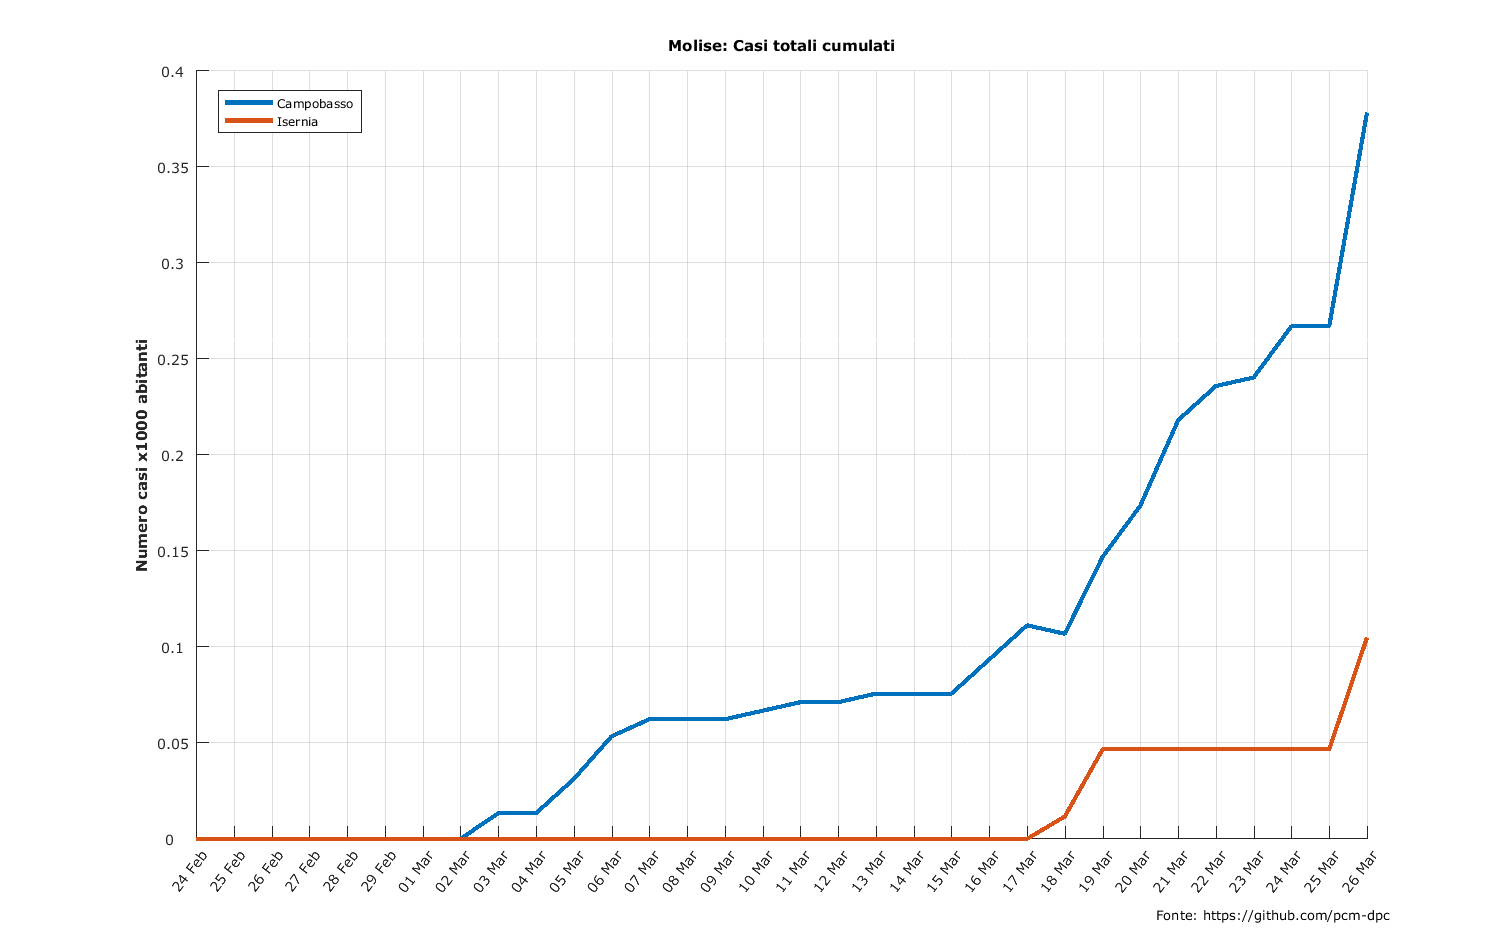 Molise: Casi totali cumulati
Campobasso
Isernia
Numero casi x1000 abitanti
0.4
0.35
0.3
0.25
0.2
0.15
0.1
0.05
0
24 Feb
25 Feb
26 Feb
27 Feb
28 Feb
29 Feb
01 Mar
02 Mar
03 Mar
04 Mar
05 Mar
06 Mar
07 Mar
08 Mar
09 Mar
10 Mar
11 Mar
12 Mar
13 Mar
14 Mar
15 Mar
16 Mar
17 Mar
18 Mar
19 Mar
20 Mar
21 Mar
22 Mar
23 Mar
24 Mar
25 Mar
26 Mar
Fonte: https://github.com/pcm-dpc